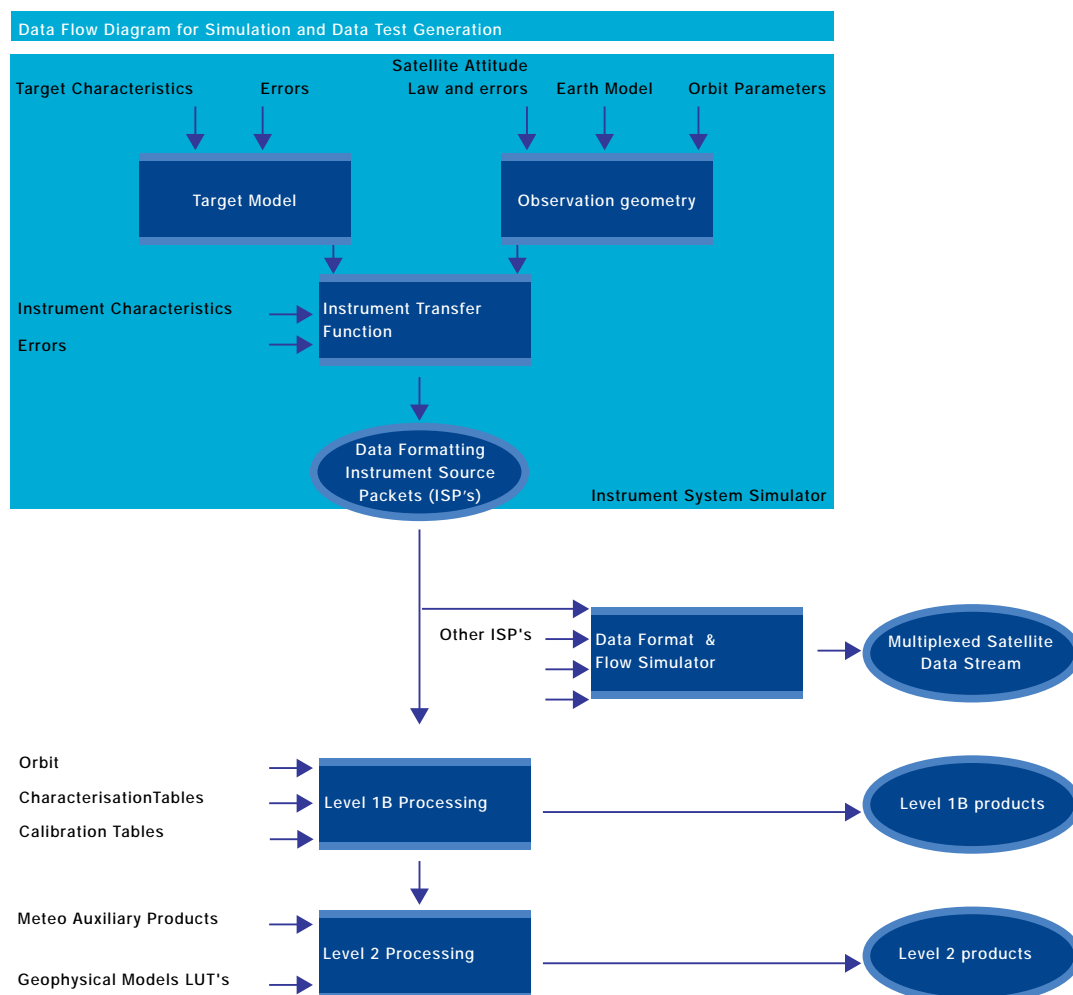 Data Flow Diagram for Simulation and Data Test Generation
Satellite Attitude
Target Characteristics
Errors
Law and errors
Earth Model
Orbit Parameters
Target Model
Observation geometry
Instrument Characteristics
Errors
Instrument Transfer
Function
Data Formatting
Instrument Source
Packets (ISP's)
Instrument System Simulator
Other ISP's
Data Format &
Flow Simulator
Multiplexed Satellite
Data Stream
Orbit
CharacterisationTables
Calibration Tables
Level 1B Processing
Level 1B products
Meteo Auxiliary Products
Geophysical Models LUT's
Level 2 Processing
Level 2 products